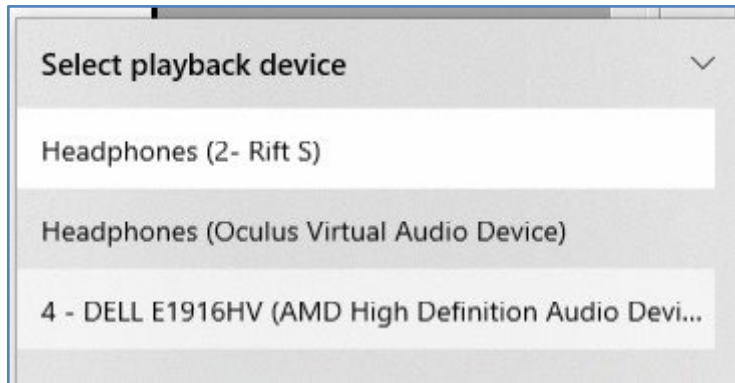 Select playback device
Headphones (2- Rift S)
Headphones (Oculus Virtual Audio Device)
4 - DELL E1916HV (AMD High Definition Audio Devi...